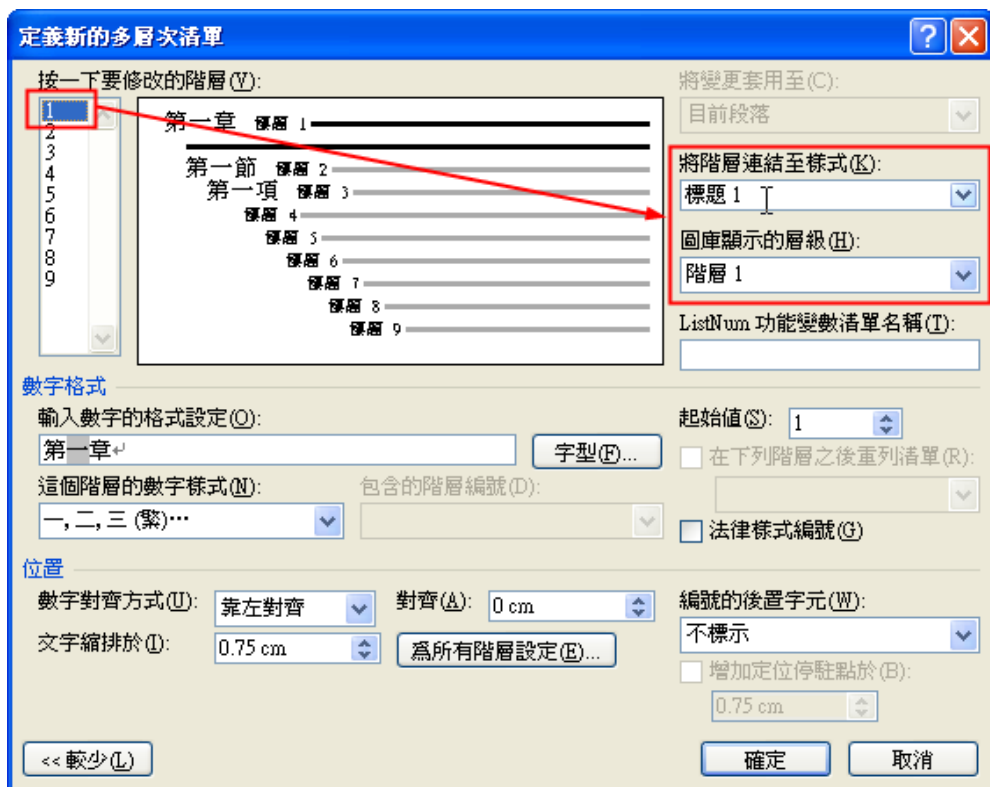 定義新的多層次清單
按一下要修改的階層(V):
1
2
3
4
5
6
7
8
9
第一章 標題 1
第一節 標題 2
第一項 標題 3
標題 4
標題 5
標題 6
標題 7
標題 8
標題 9
將變更套用至(C):
目前段落
將階層連結至樣式(K):
標題 1
圖庫顯示的層級(H):
階層 1
ListNum 功能變數清單名稱(T):
數字格式
輸入數字的格式設定(O):
第一章↵
字型(F)...
這個階層的數字樣式(N):
一, 二, 三 (繁)…
包含的階層編號(D):
起始值(S):
1
在下列階層之後重列清單(R):
法律樣式編號(G)
位置
數字對齊方式(U):
靠左對齊
對齊(A):
0 cm
文字縮排於(I):
0.75 cm
為所有階層設定(E)...
編號的後置字元(W):
不標示
增加定位停駐點於(B):
0.75 cm
<< 較少(L)
確定
取消